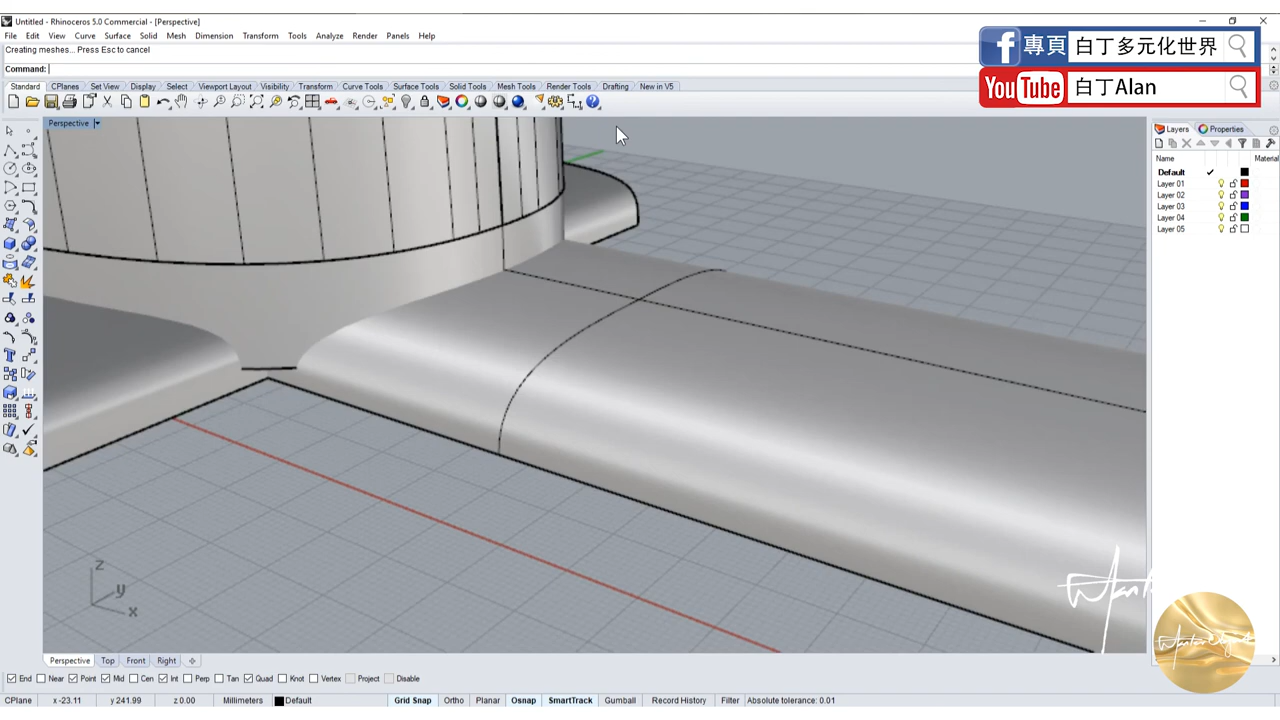 Untitled - Rhinoceros 5.0 Commercial - [Perspective]
File Edit View Curve Surface Solid Mesh Dimension Transform Tools Analyze Render Panels Help
Creating meshes... Press Esc to cancel
Command:
Standard CPlanes Set View Display Select Viewport Layout Visibility Transform Curve Tools Surface Tools Solid Tools Mesh Tools Render Tools Drafting New in V5
f 專頁 白丁多元化世界
YouTube 白丁Alan
Perspective
Layers Properties
Name Material
Default
Layer 01
Layer 02
Layer 03
Layer 04
Layer 05
z
y
x
Perspective Top Front Right
End Near Point Mid Cen Int Perp Tan Quad Knot Vertex Project Disable
CPlane x -23.11 y 241.99 z 0.00 Millimeters Default Grid Snap Ortho Planar Osnap SmartTrack Gumball Record History Filter Absolute tolerance: 0.01